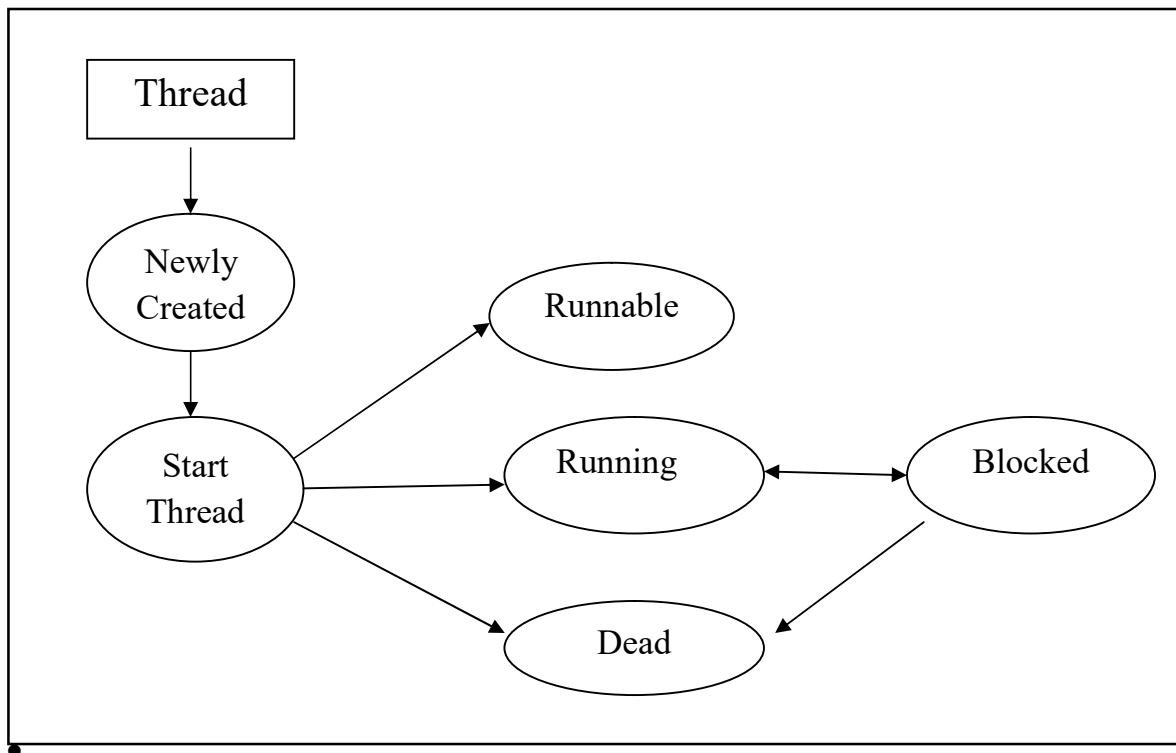 Thread
Newly
Created
Runnable
Start
Thread
Running
Blocked
Dead